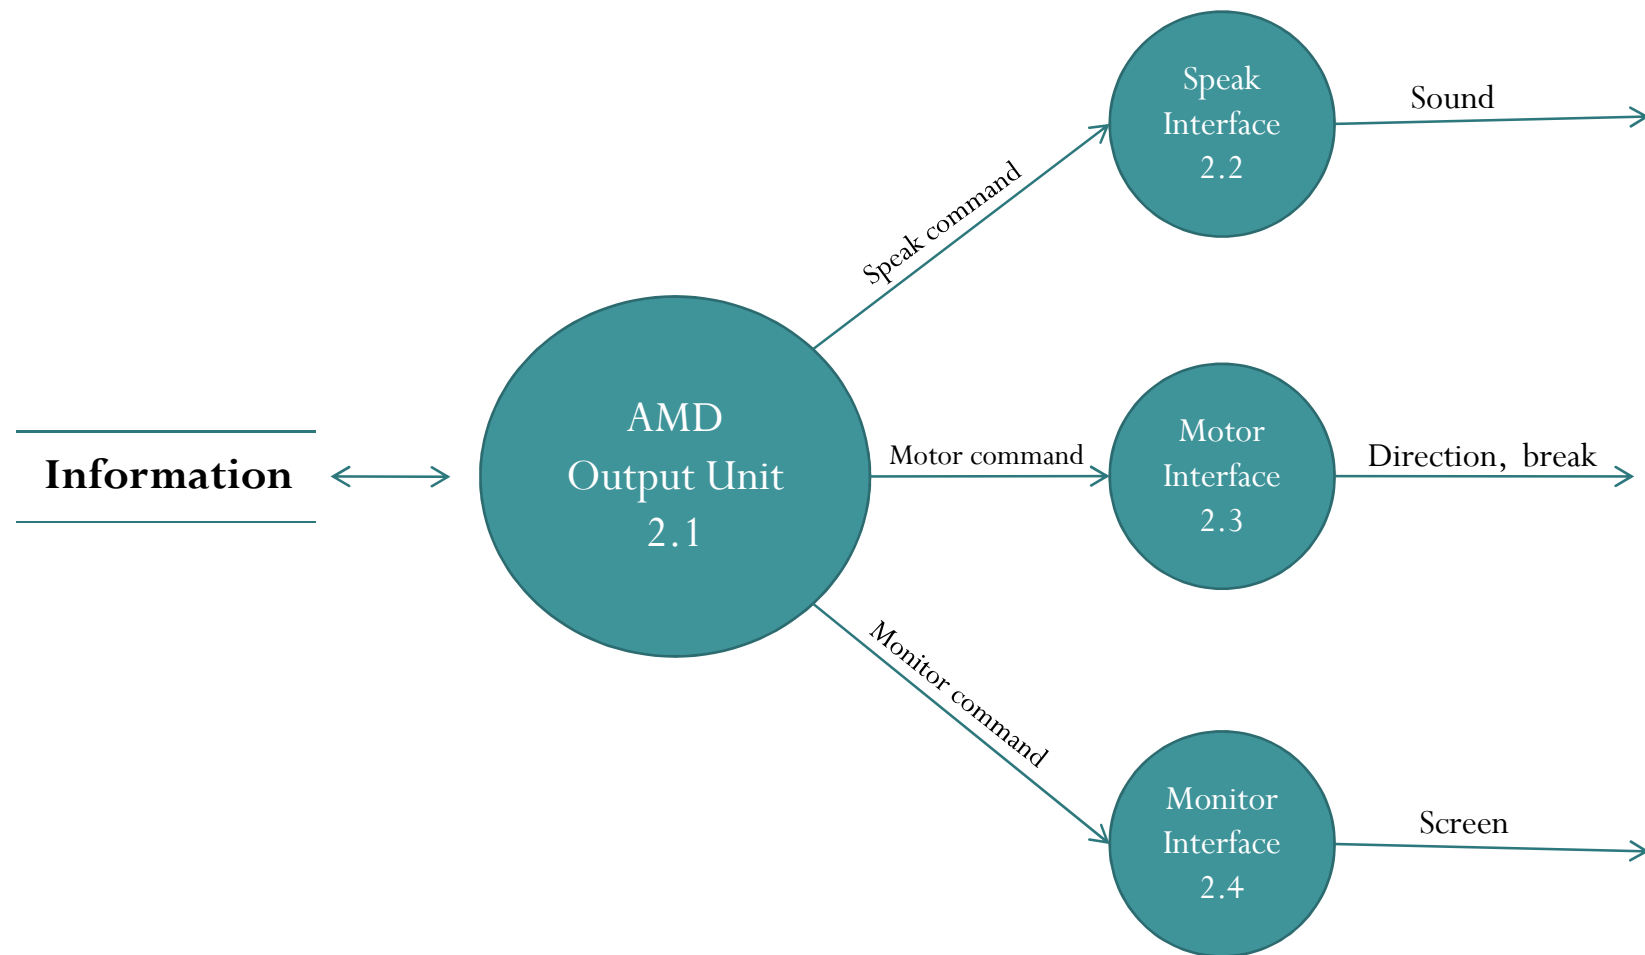 Speak
Interface
2.2
Sound
Speak command
AMD
Output Unit
2.1
Information
Motor command
Motor
Interface
2.3
Direction, break
Monitor command
Monitor
Interface
2.4
Screen